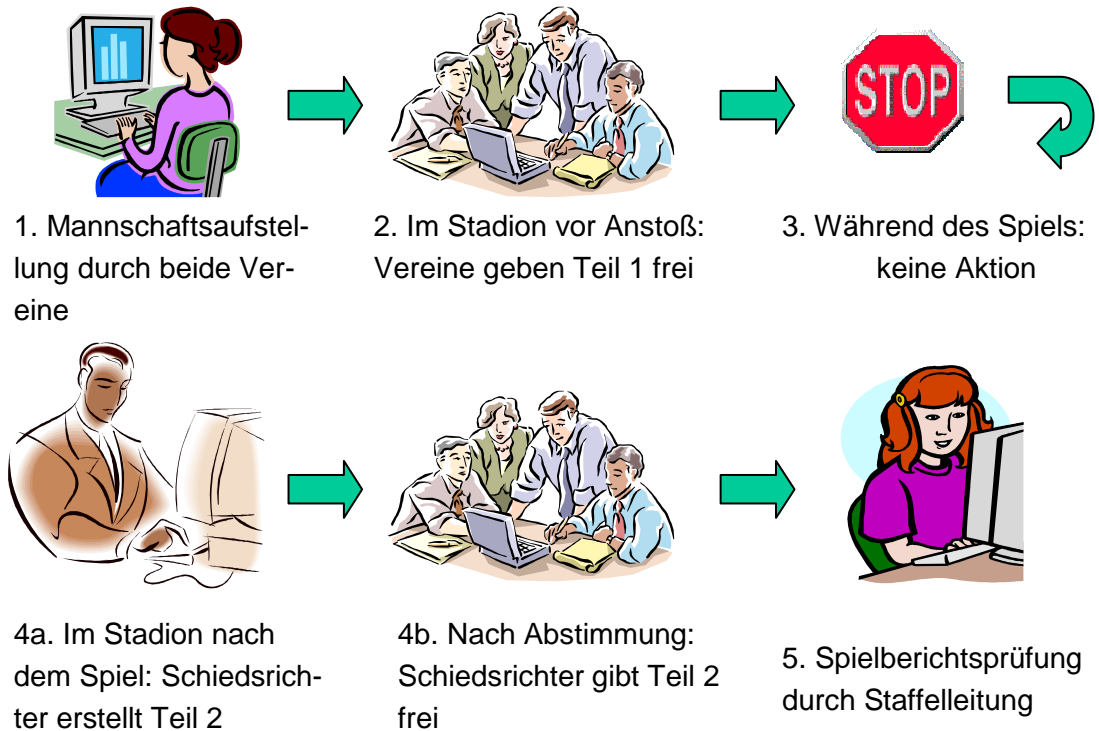 STOP
1. Mannschaftsaufstel-
lung durch beide Ver-
eine
2. Im Stadion vor Anstoß:
Vereine geben Teil 1 frei
3. Während des Spiels:
keine Aktion
4a. Im Stadion nach
dem Spiel: Schiedsrich-
ter erstellt Teil 2
4b. Nach Abstimmung:
Schiedsrichter gibt Teil 2
frei
5. Spielberichtsprüfung
durch Staffelleitung